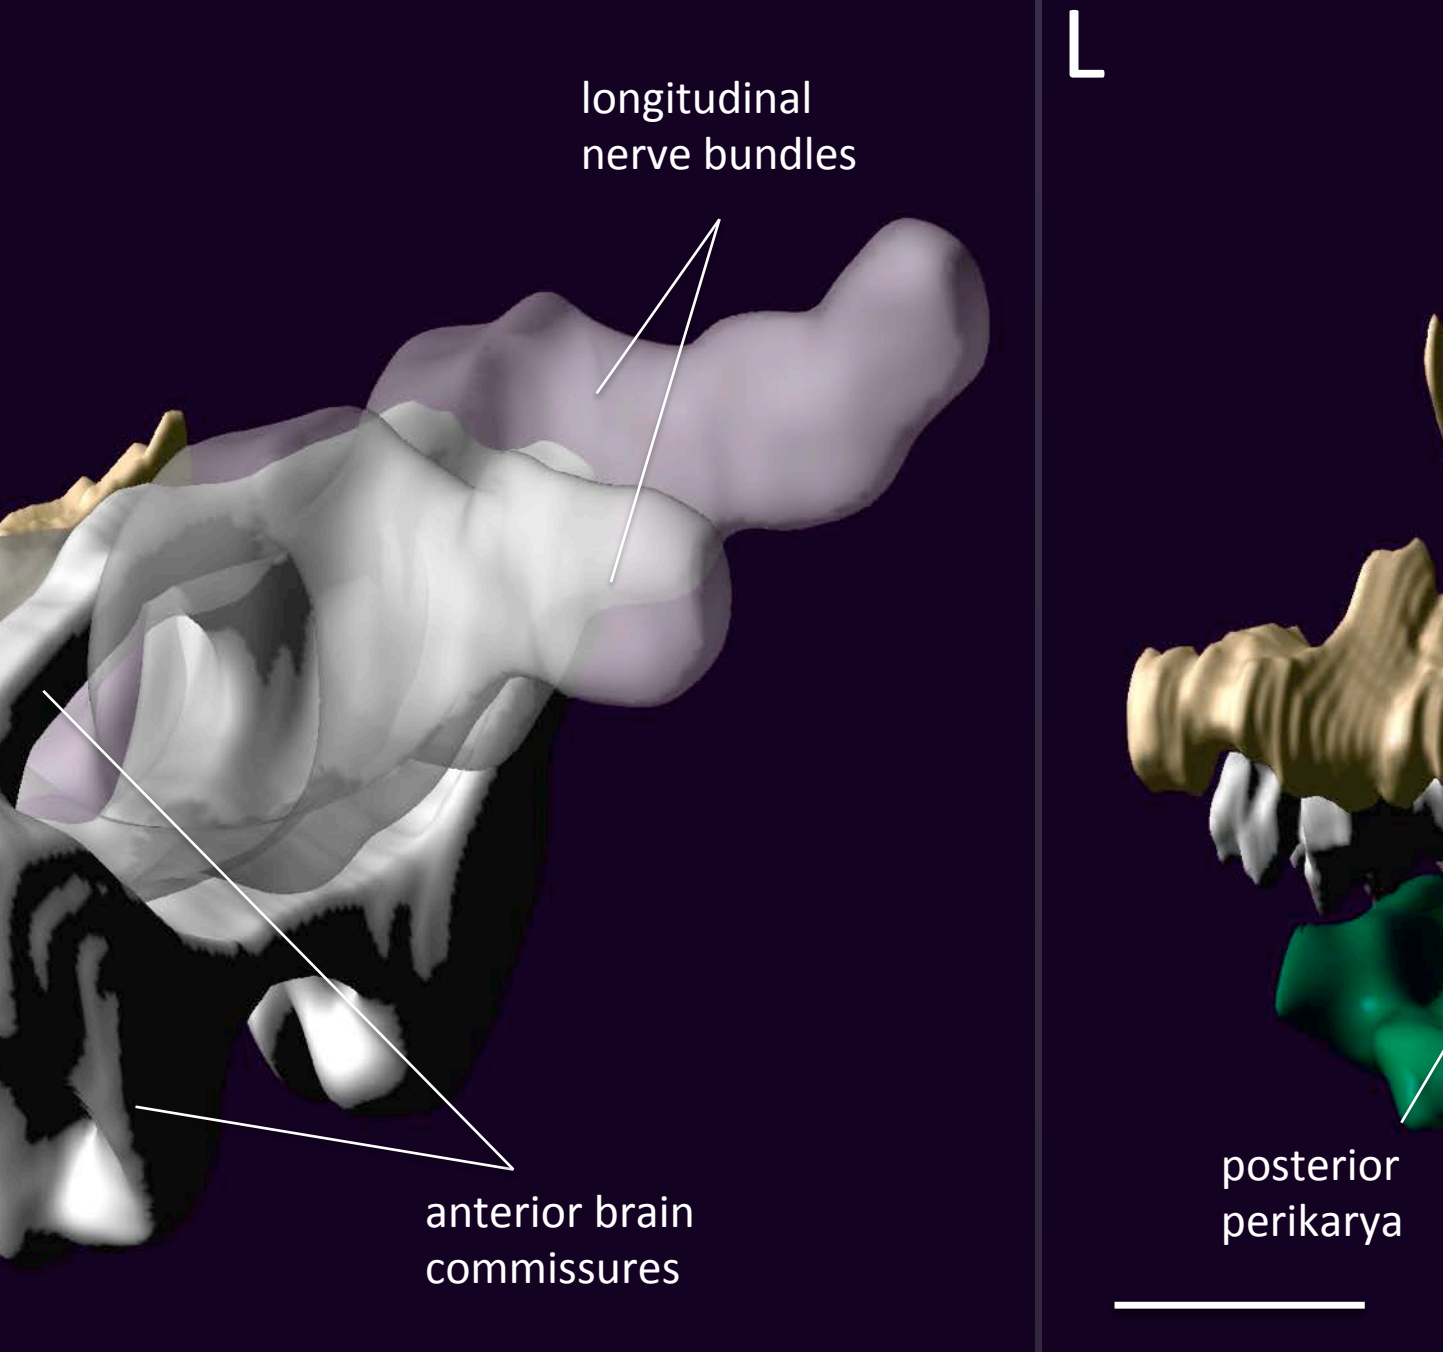 longitudinal
nerve bundles
anterior brain
commissures
L
posterior
perikarya